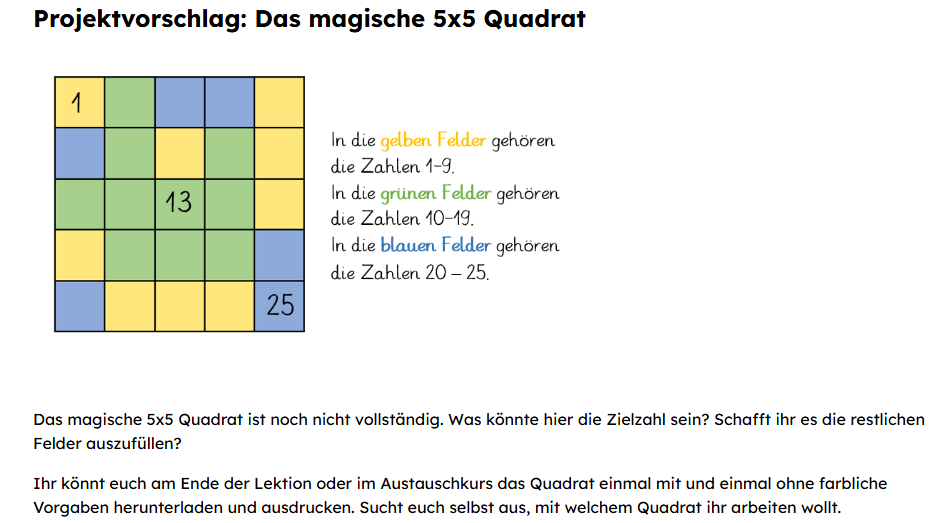 Projektvorschlag: Das magische 5x5 Quadrat
1
In die gelben Felder gehören
die Zahlen 1-9.
In die grünen Felder gehören
13
die Zahlen 10-19.
In die blauen Felder gehören
die Zahlen 20 – 25.
25
Das magische 5x5 Quadrat ist noch nicht vollständig. Was könnte hier die Zielzahl sein? Schafft ihr es die restlichen
Felder auszufüllen?
Ihr könnt euch am Ende der Lektion oder im Austauschkurs das Quadrat einmal mit und einmal ohne farbliche
Vorgaben herunterladen und ausdrucken. Sucht euch selbst aus, mit welchem Quadrat ihr arbeiten wollt.